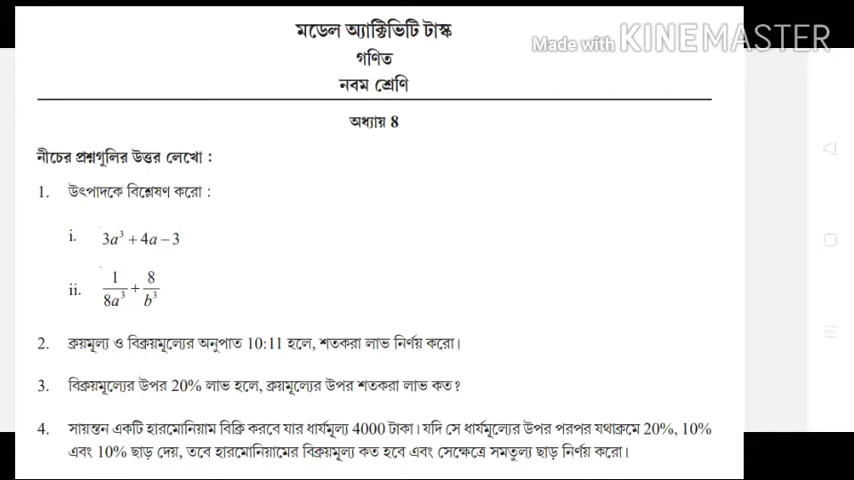 মডেল অ্যাক্টিভিটি টাস্ক
Made with KINEMASTER
গণিত
নবম শ্রেণি
অধ্যায় 8
নীচের প্রশ্নগুলির উত্তর লেখো :
1. উৎপাদকে বিশ্লেষণ করো :
i. 3a³ + 4a – 3
ii. 1/8a³ + 8/b³
2. ক্রয়মূল্য ও বিক্রয়মূল্যের অনুপাত 10:11 হলে, শতকরা লাভ নির্ণয় করো।
3. বিক্রয়মূল্যের উপর 20% লাভ হলে, ক্রয়মূল্যের উপর শতকরা লাভ কত?
4. সায়ন্তন একটি হারমোনিয়াম বিক্রি করবে যার ধার্যমূল্য 4000 টাকা। যদি সে ধার্যমূল্যের উপর পরপর যথাক্রমে 20%, 10%
এবং 10% ছাড় দেয়, তবে হারমোনিয়ামের বিক্রয়মূল্য কত হবে এবং সেক্ষেত্রে সমতুল্য ছাড় নির্ণয় করো।